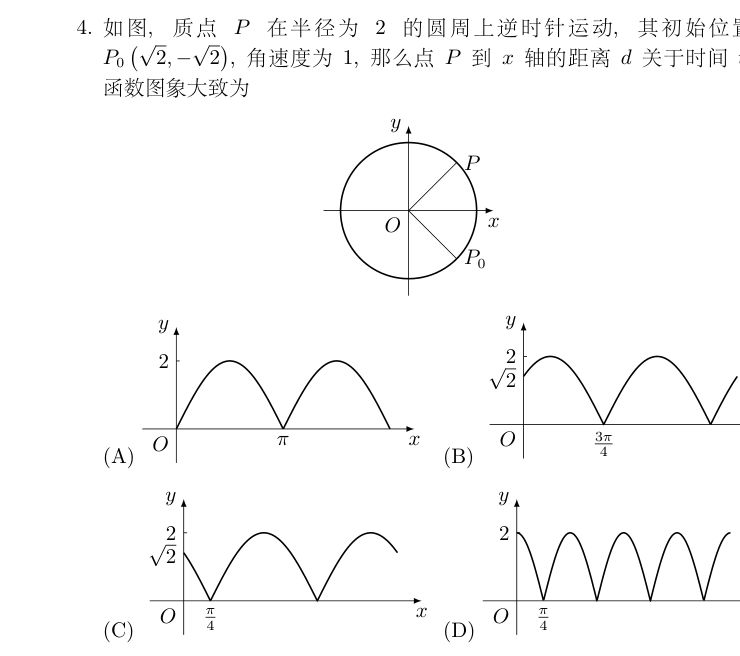 4. 如图, 质点 P 在半径为 2 的圆周上逆时针运动, 其初始位置
P₀(√2, −√2), 角速度为 1, 那么点 P 到 x 轴的距离 d 关于时间
函数图象大致为
y
P
O
x
P₀
y
2
O
π
x
(A)
y
2
√2
O
3π/4
(B)
y
2
√2
O
π/4
x
(C)
y
2
O
π/4
(D)